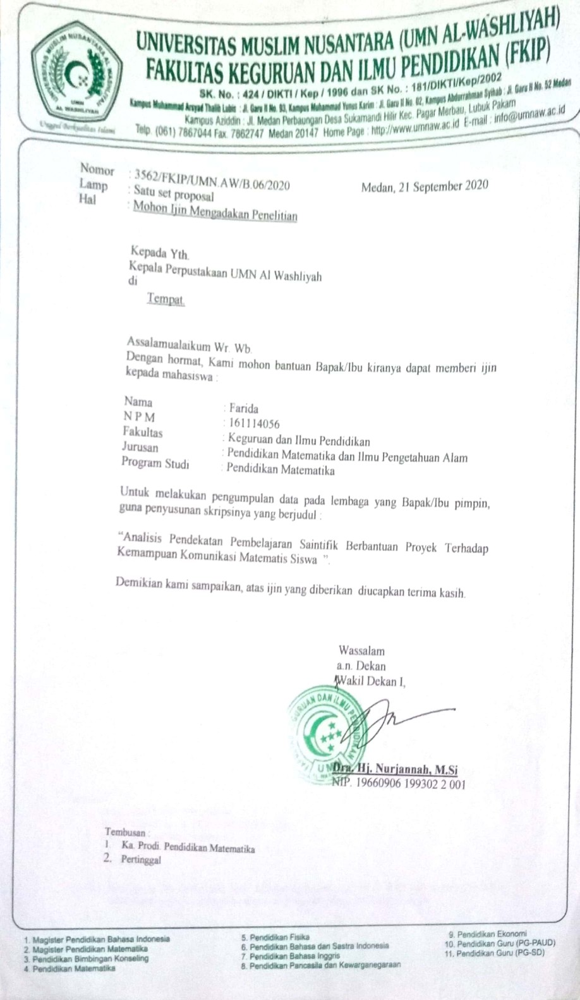 UNIVERSITAS MUSLIM NUSANTARA (UMN AL-WASHLIYAH)
FAKULTAS KEGURUAN DAN ILMU PENDIDIKAN (FKIP)
SK. No. : 424 / DIKTI / Kep / 1996 dan SK No. : 181/DIKTI/Kep/2002
Kampus Muhammad Arsyad Thalib Lubis : Jl. Garu II No. 93, Kampus Muhammad Yunus Karim : Jl. Garu II No. 02, Kampus Abdurrahman Syihab : Jl. Garu II No. 52 Medan
Kampus Aziddin : Jl. Medan Perbaungan Desa Sukamandi Hilir Kec. Pagar Merbau, Lubuk Pakam
Telp. (061) 7867044 Fax. 7862747 Medan 20147 Home Page : http://www.umnaw.ac.id E-mail : info@umnaw.ac.id
UMN
AL WASHLIYAH
Unggul Berkualitas Islami
Nomor : 3562/FKIP/UMN.AW/B.06/2020
Medan, 21 September 2020
Lamp : Satu set proposal
Hal : Mohon Ijin Mengadakan Penelitian
Kepada Yth.
Kepala Perpustakaan UMN Al Washliyah
di
Tempat.
Assalamualaikum Wr. Wb.
Dengan hormat, Kami mohon bantuan Bapak/Ibu kiranya dapat memberi ijin
kepada mahasiswa :
Nama : Farida
N P M : 161114056
Fakultas : Keguruan dan Ilmu Pendidikan
Jurusan : Pendidikan Matematika dan Ilmu Pengetahuan Alam
Program Studi : Pendidikan Matematika
Untuk melakukan pengumpulan data pada lembaga yang Bapak/Ibu pimpin,
guna penyusunan skripsinya yang berjudul :
“Analisis Pendekatan Pembelajaran Saintifik Berbantuan Proyek Terhadap
Kemampuan Komunikasi Matematis Siswa ”.
Demikian kami sampaikan, atas ijin yang diberikan diucapkan terima kasih.
Wassalam
a.n. Dekan
Wakil Dekan I,
GURUAN DAN ILMU PENDIDIKAN
UMN
Dra. Hj. Nurjannah, M.Si
NIP. 19660906 199302 2 001
Tembusan :
1 Ka. Prodi. Pendidikan Matematika
2. Pertinggal
1. Magister Pendidikan Bahasa Indonesia
2. Magister Pendidikan Matematika
3. Pendidikan Bimbingan Konseling
4. Pendidikan Matematika
5. Pendidikan Fisika
6. Pendidikan Bahasa dan Sastra Indonesia
7. Pendidikan Bahasa Inggris
8. Pendidikan Pancasila dan Kewarganegaraan
9. Pendidikan Ekonomi
10. Pendidikan Guru (PG-PAUD)
11. Pendidikan Guru (PG-SD)